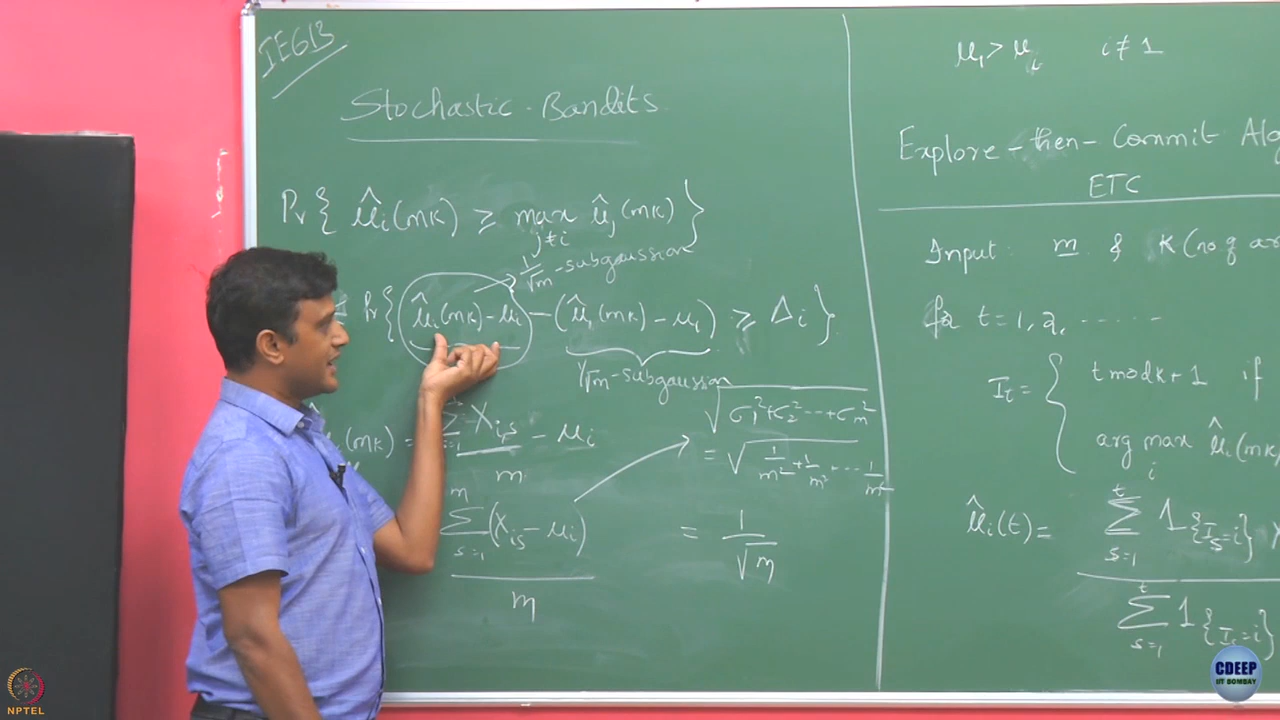 IE613
Stochastic Bandits
Pr{ μ̂i(mK) ≥ max j≠i μ̂j(mK) }
1/√m-subgaussian
Pr{ μ̂i(mK) - μi - (μ̂1(mK) - μ1) ≥ Δi }
1/√m-subgaussian
(mK) = Σ s=1 Xi,s / m - μi
Σ s=1 m (Xis - μi) / m
√(σ1² + σ2² ... + σm²)
= √(1/m² + 1/m² + ... 1/m²)
= 1/√m
μ1 > μi i ≠ 1
Explore-then-Commit Alg
ETC
Input: m & K (no. of ar
for t = 1, 2, ......
It = { t mod K + 1 if
arg max i μ̂i(mK)
μ̂i(t) = Σ s=1 t 1{Is=i} X
Σ s=1 t 1{Is=i}
NPTEL
CDEEP
IIT BOMBAY